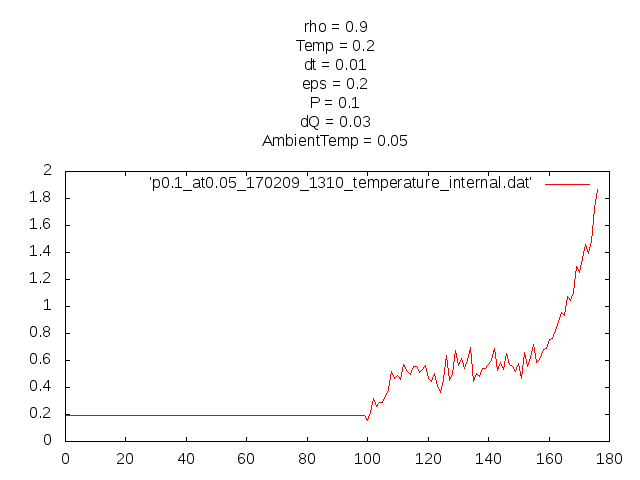 rho = 0.9
Temp = 0.2
dt = 0.01
eps = 0.2
P = 0.1
dQ = 0.03
AmbientTemp = 0.05
'p0.1_at0.05_170209_1310_temperature_internal.dat'
2
1.8
1.6
1.4
1.2
1
0.8
0.6
0.4
0.2
0
0 20 40 60 80 100 120 140 160 180